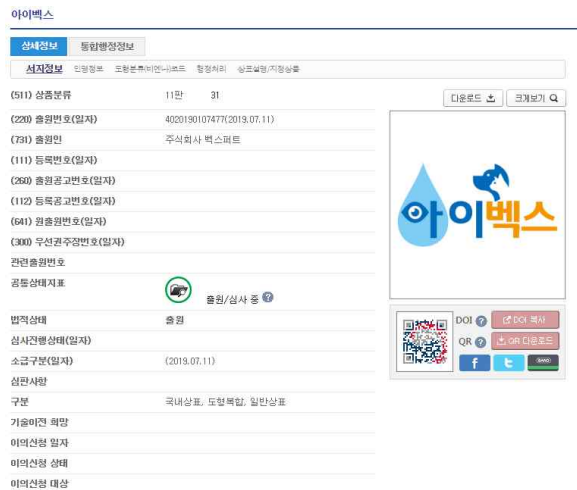 아이벡스
상세정보 통합행정정보
서지정보 인명정보 도형분류(비엔나)코드 행정처리 상표설명/지정상품
(511) 상품분류 11판 31
다운로드 크게보기
(220) 출원번호(일자) 4020190107477(2019.07.11)
(731) 출원인 주식회사 벡스퍼트
(111) 등록번호(일자)
(260) 출원공고번호(일자)
(112) 등록공고번호(일자)
(641) 원출원번호(일자)
(300) 우선권주장번호(일자)
관련출원번호
아이벡스
공통상태지표 출원/심사 중 ?
법적상태 출원
심사진행상태(일자)
소급구분(일자) (2019.07.11)
심판사항
구분 국내상표, 도형복합, 일반상표
기술이전 희망
이의신청 일자
이의신청 상태
이의신청 대상
DOI ? DOI 복사
QR ? QR 다운로드
f BAND